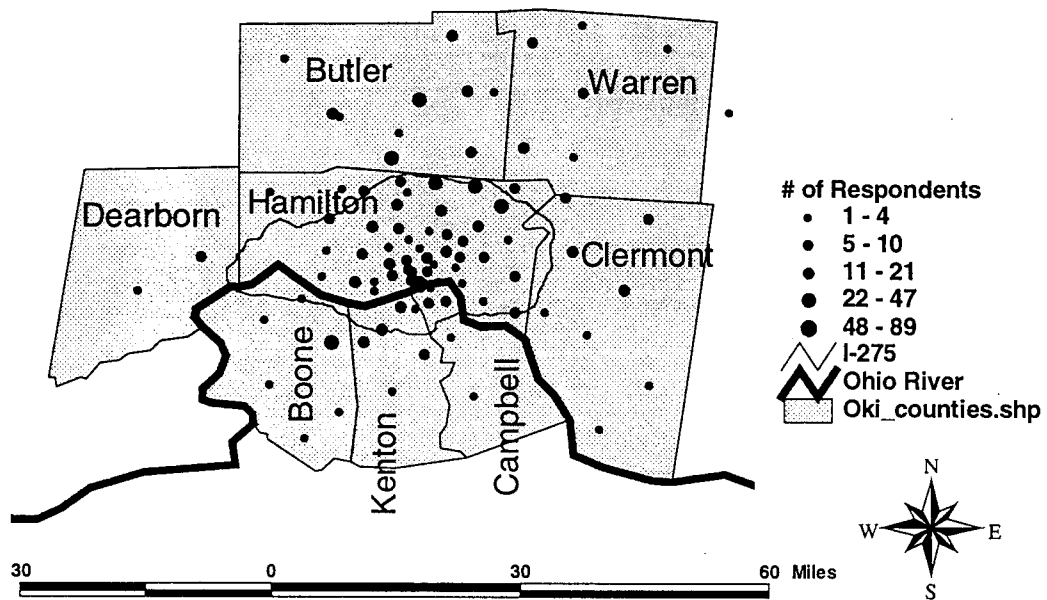 Butler
Warren
Dearborn
Hamilton
Clermont
Boone
Kenton
Campbell
# of Respondents
1 - 4
5 - 10
11 - 21
22 - 47
48 - 89
I-275
Ohio River
Oki_counties.shp
N
W E
S
30 0 30 60 Miles